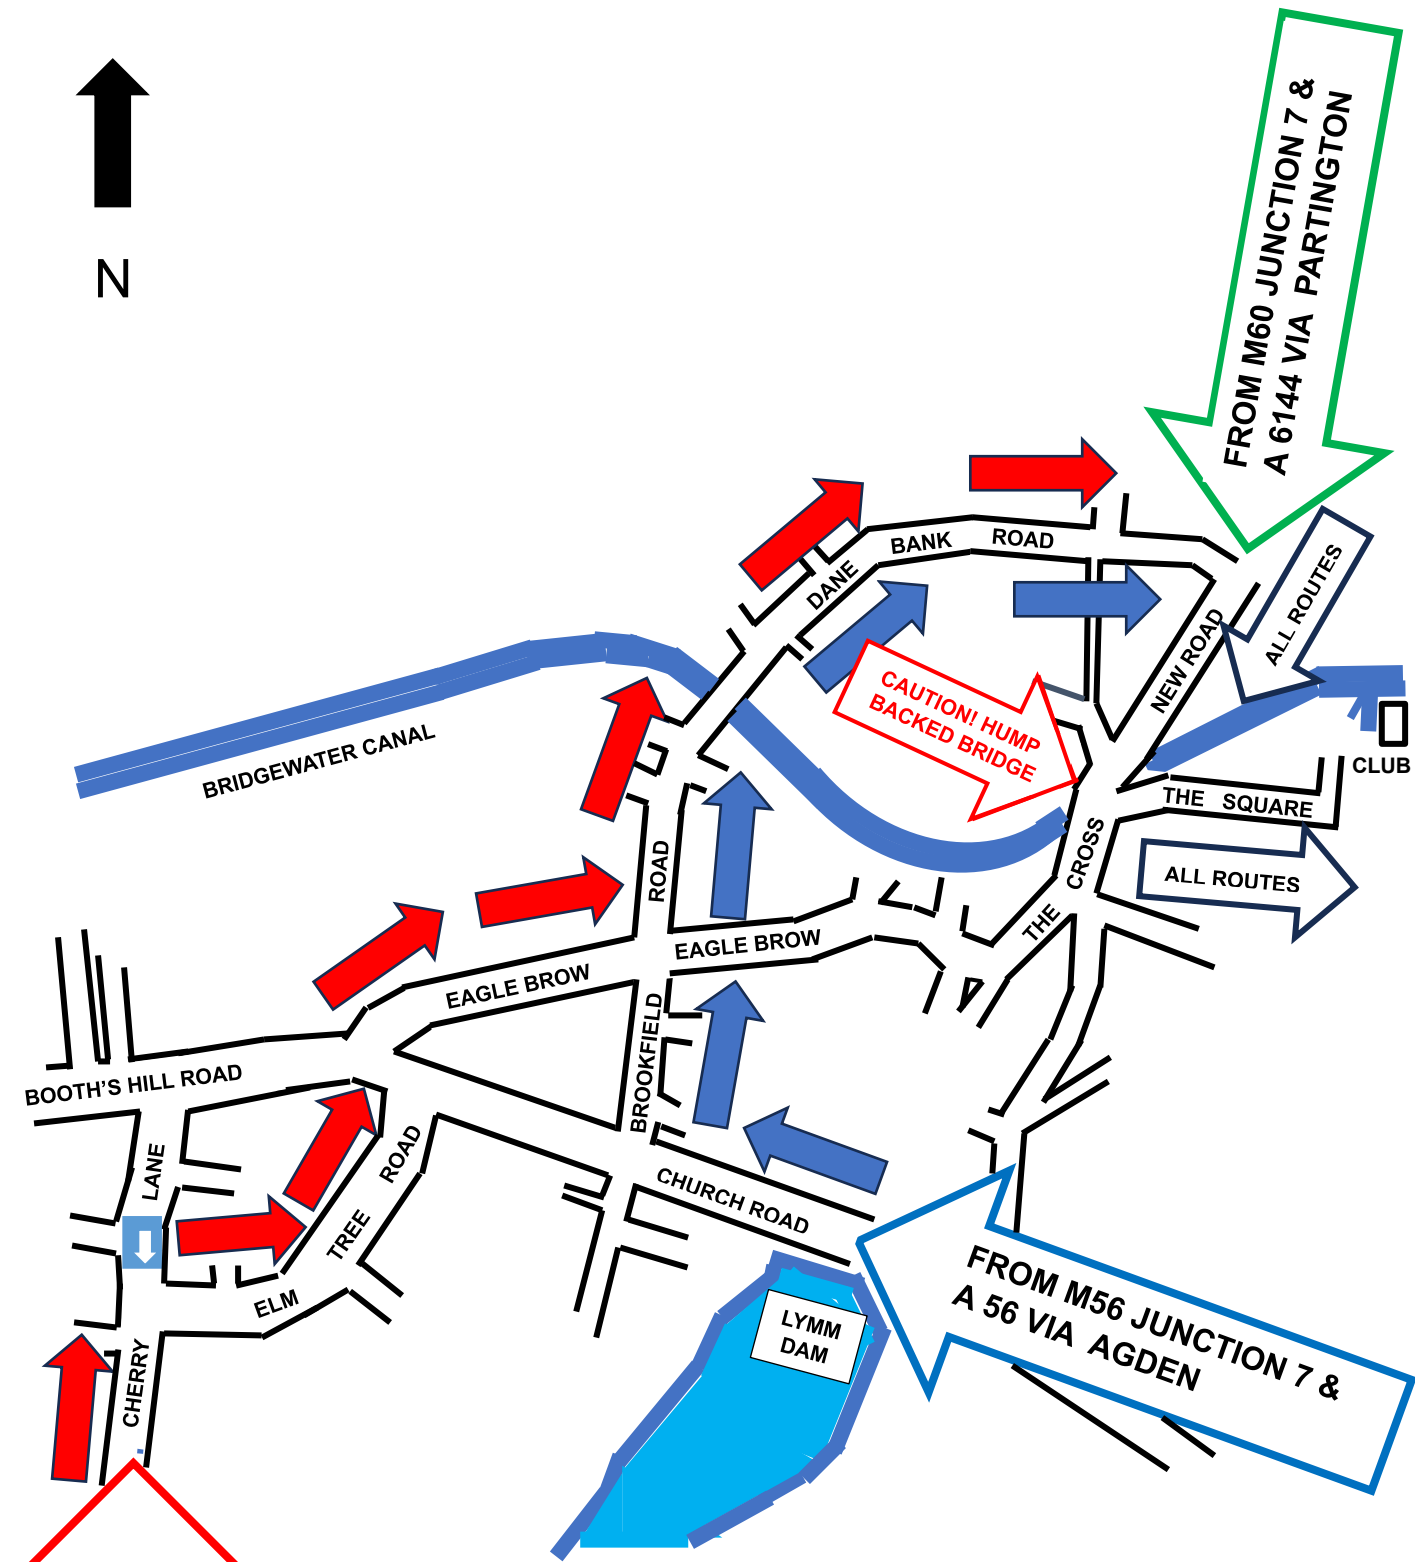 N
FROM M60 JUNCTION 7 &
A 6144 VIA PARTINGTON
BANK ROAD
DANE
ALL ROUTES
NEW ROAD
CAUTION! HUMP
BACKED BRIDGE
BRIDGEWATER CANAL
CLUB
THE SQUARE
CROSS
THE
ALL ROUTES
ROAD
EAGLE BROW
EAGLE BROW
BROOKFIELD
BOOTH'S HILL ROAD
LANE
ROAD
TREE
ELM
CHERRY
CHURCH ROAD
LYMM
DAM
FROM M56 JUNCTION 7 &
A 56 VIA AGDEN